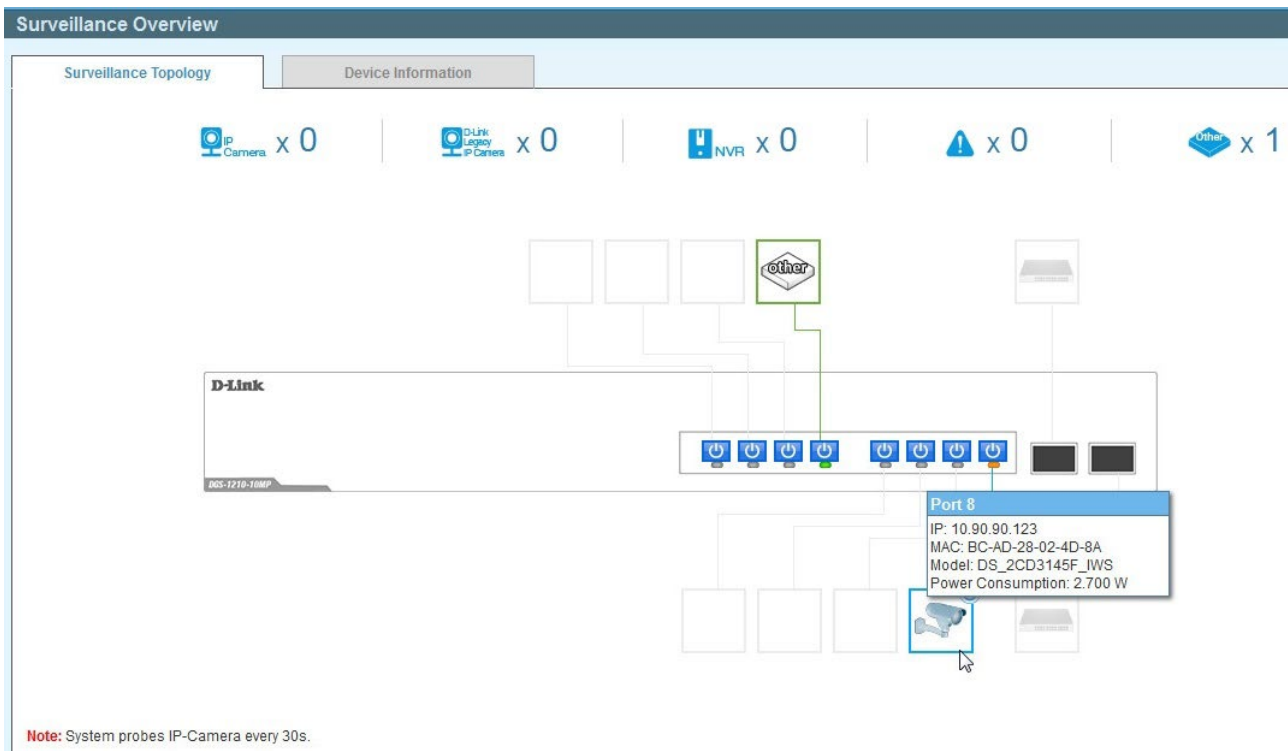 Surveillance Overview
Surveillance Topology
Device Information
IP Camera x 0
D-Link Legacy IP Camera x 0
NVR x 0
x 0
Other x 1
other
D-Link
DGS-1210-10MP
Port 8
IP: 10.90.90.123
MAC: BC-AD-28-02-4D-8A
Model: DS_2CD3145F_IWS
Power Consumption: 2.700 W
Note: System probes IP-Camera every 30s.